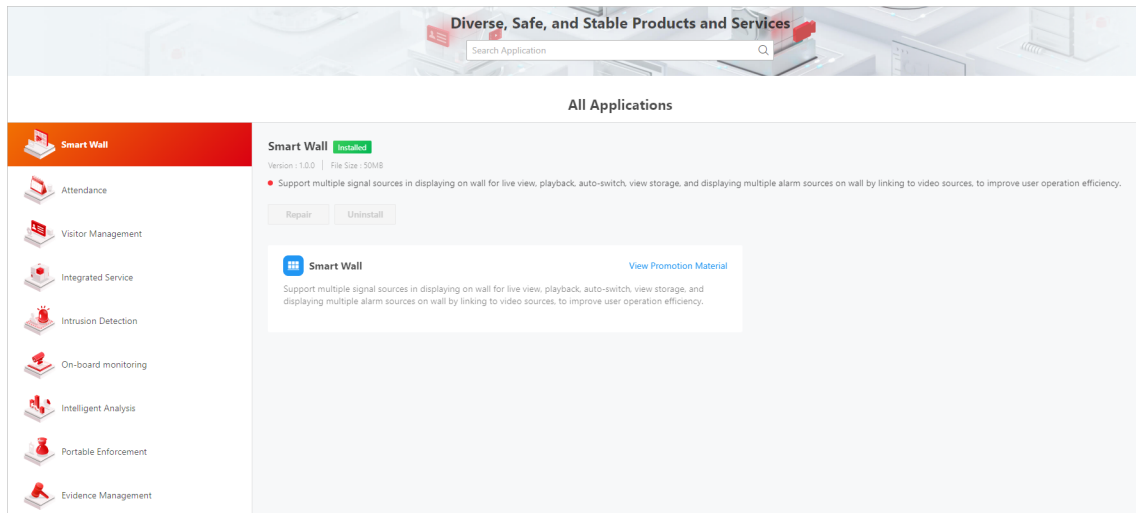 Diverse, Safe, and Stable Products and Services
Search Application
All Applications
Smart Wall
Attendance
Visitor Management
Integrated Service
Intrusion Detection
On-board monitoring
Intelligent Analysis
Portable Enforcement
Evidence Management
Smart Wall Installed
Version : 1.0.0 | File Size : 50MB
Support multiple signal sources in displaying on wall for live view, playback, auto-switch, view storage, and displaying multiple alarm sources on wall by linking to video sources, to improve user operation efficiency.
Repair Uninstall
Smart Wall View Promotion Material
Support multiple signal sources in displaying on wall for live view, playback, auto-switch, view storage, and
displaying multiple alarm sources on wall by linking to video sources, to improve user operation efficiency.